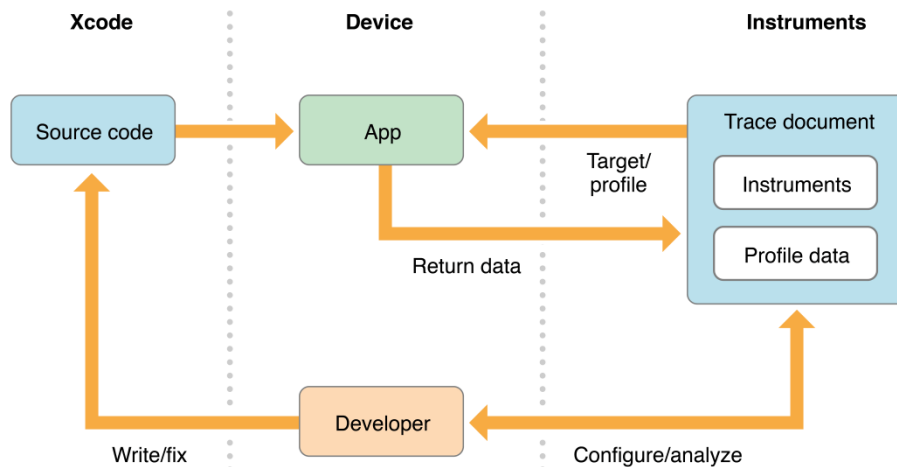 Xcode
Device
Instruments
Source code
App
Trace document
Target/
profile
Instruments
Return data
Profile data
Developer
Write/fix
Configure/analyze